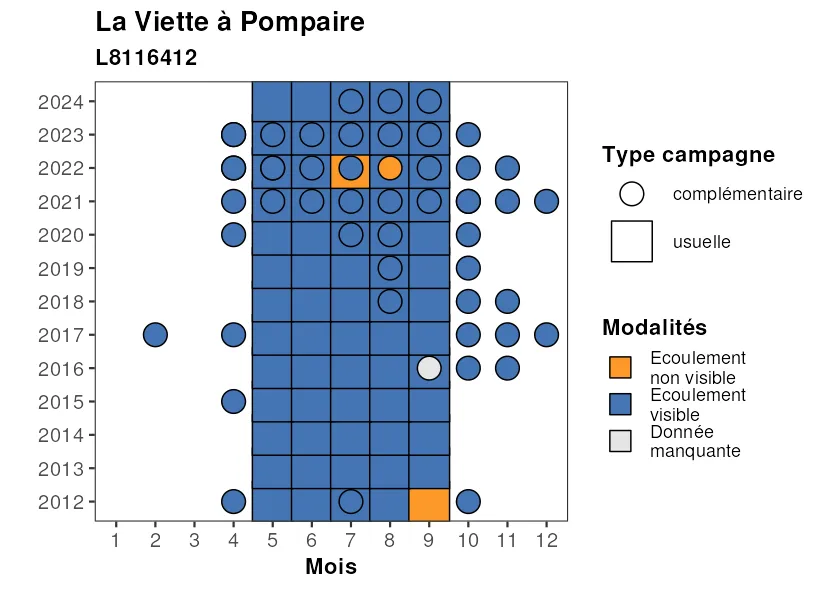 La Viette à Pompaire
L8116412
2024
2023
2022
2021
2020
2019
2018
2017
2016
2015
2014
2013
2012
1 2 3 4 5 6 7 8 9 10 11 12
Mois
Type campagne
complémentaire
usuelle
Modalités
Ecoulement
non visible
Ecoulement
visible
Donnée
manquante